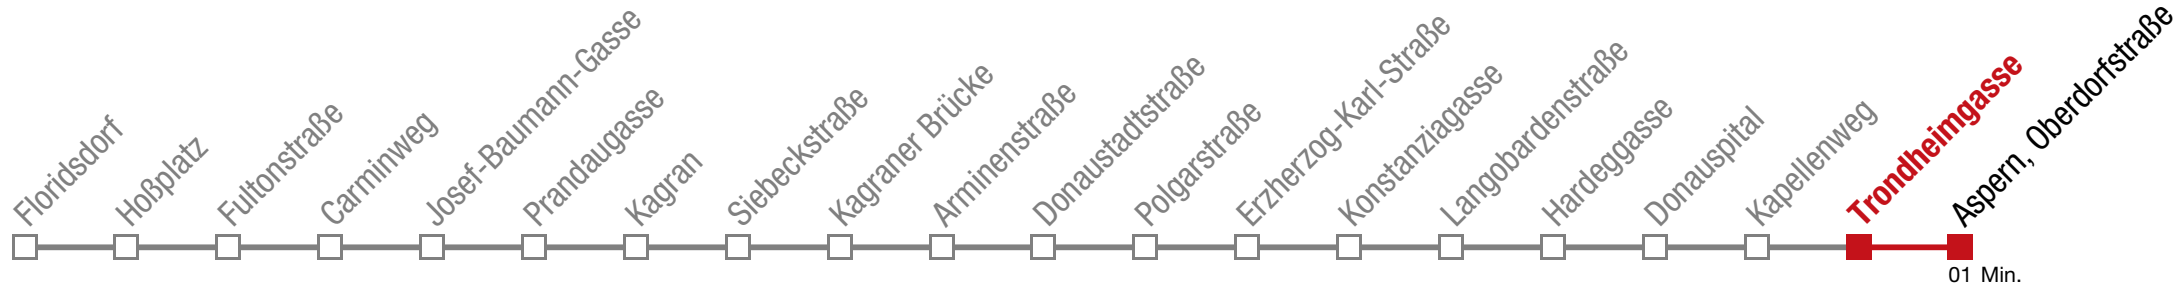 Floridsdorf
Hoßplatz
Fultonstraße
Carminweg
Josef-Baumann-Gasse
Prandaugasse
Kagran
Siebeckstraße
Kagraner Brücke
Arminenstraße
Donaustadtstraße
Polgarstraße
Erzherzog-Karl-Straße
Konstanziagasse
Langobardenstraße
Hardeggasse
Donauspital
Kapellenweg
Trondheimgasse
Aspern, Oberdorfstraße
01 Min.